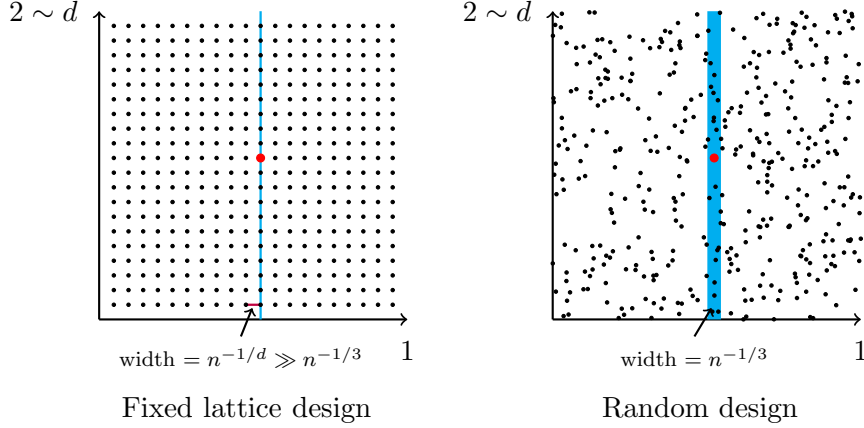 2 ∼ d
2 ∼ d
1
1
width = n^{-1/d} ≫ n^{-1/3}
width = n^{-1/3}
Fixed lattice design
Random design